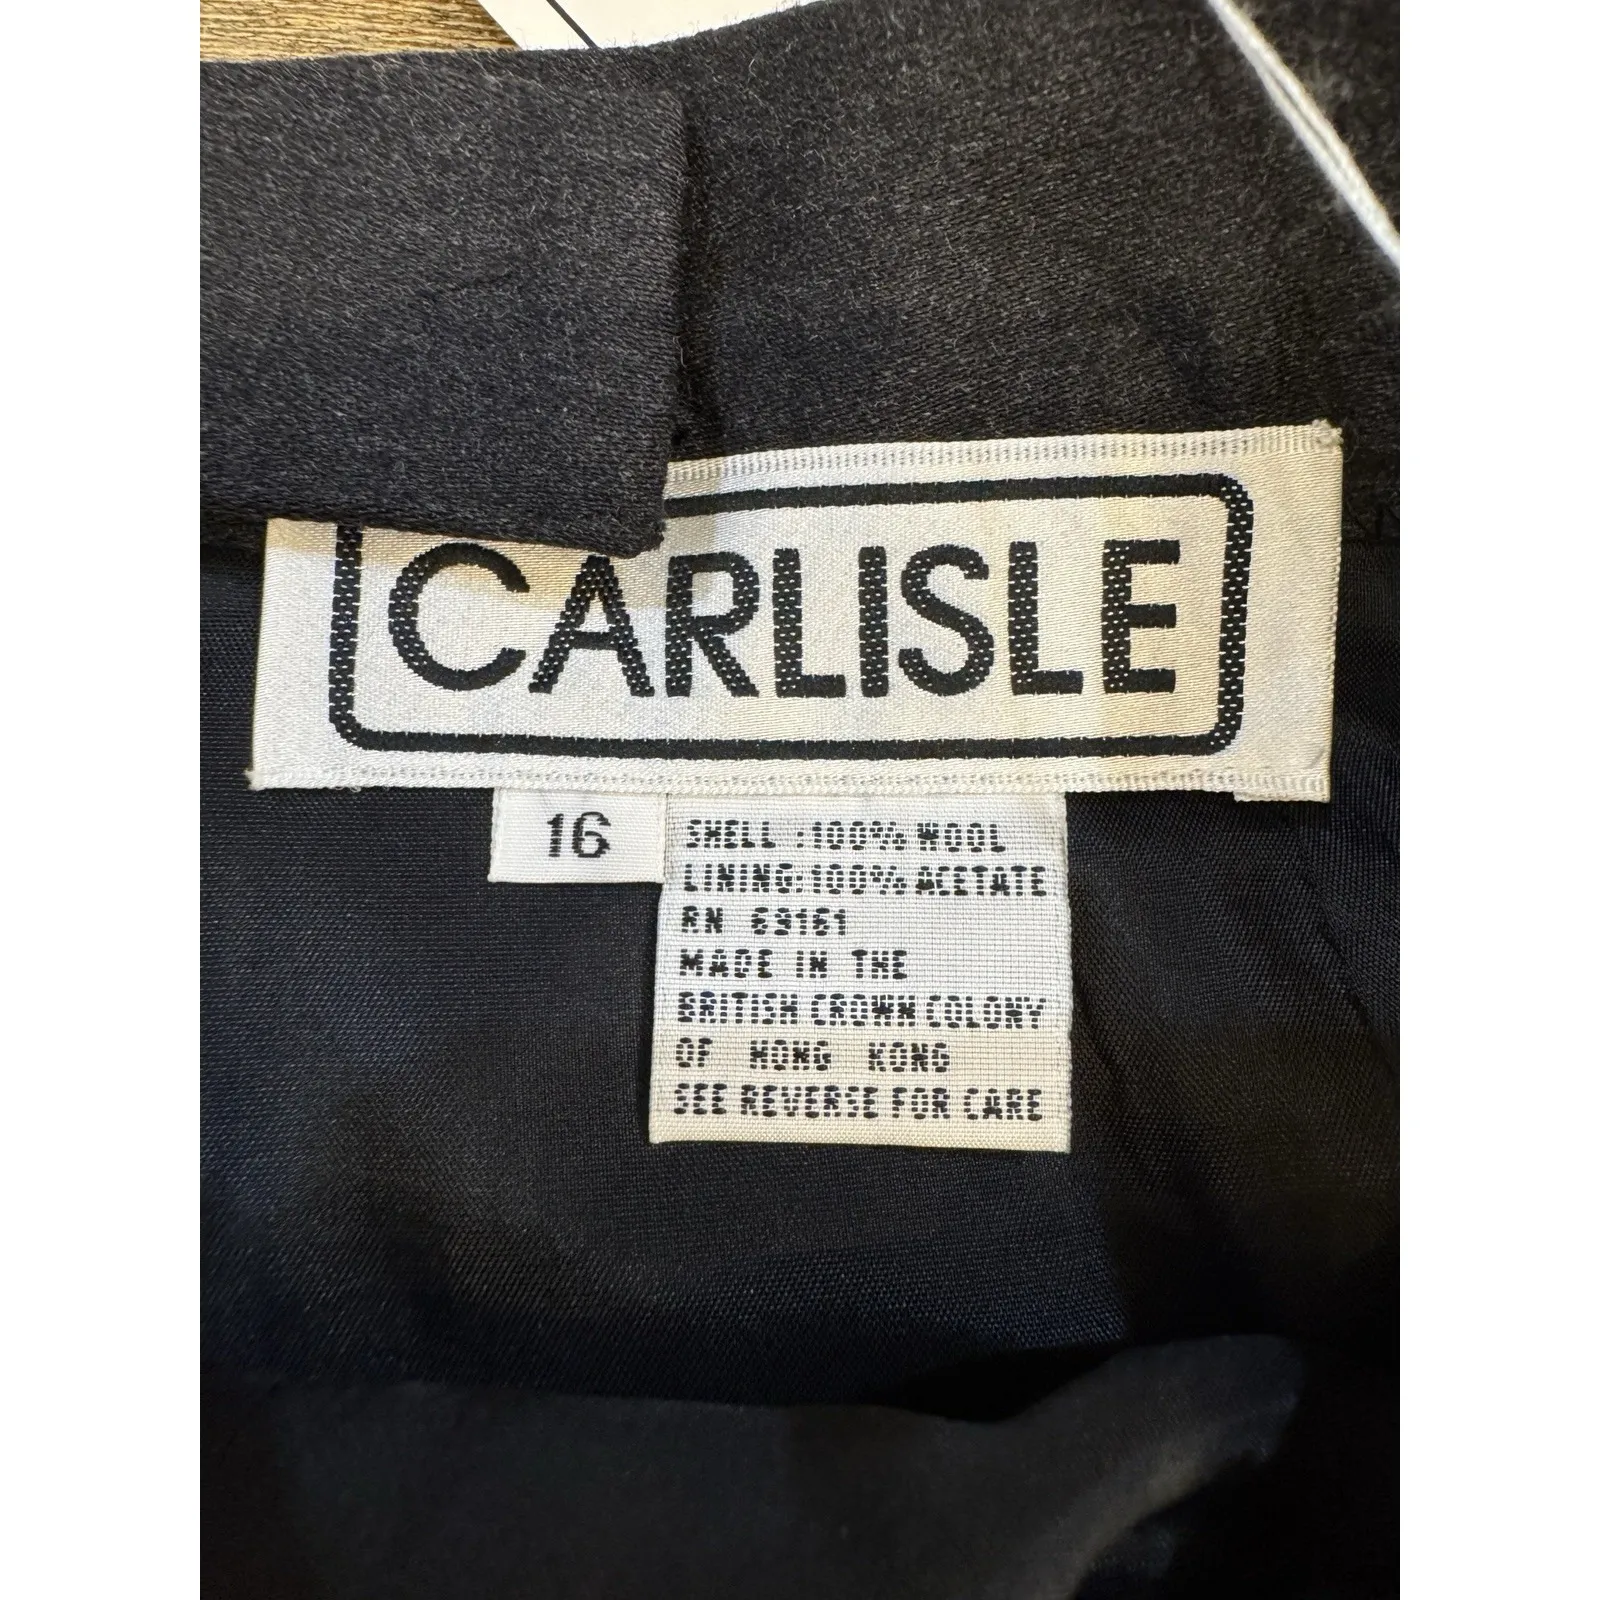 CARLISLE
16
SHELL :100% WOOL
LINING:100% ACETATE
RN 69161
MADE IN THE
BRITISH CROWN COLONY
OF HONG KONG
SEE REVERSE FOR CARE